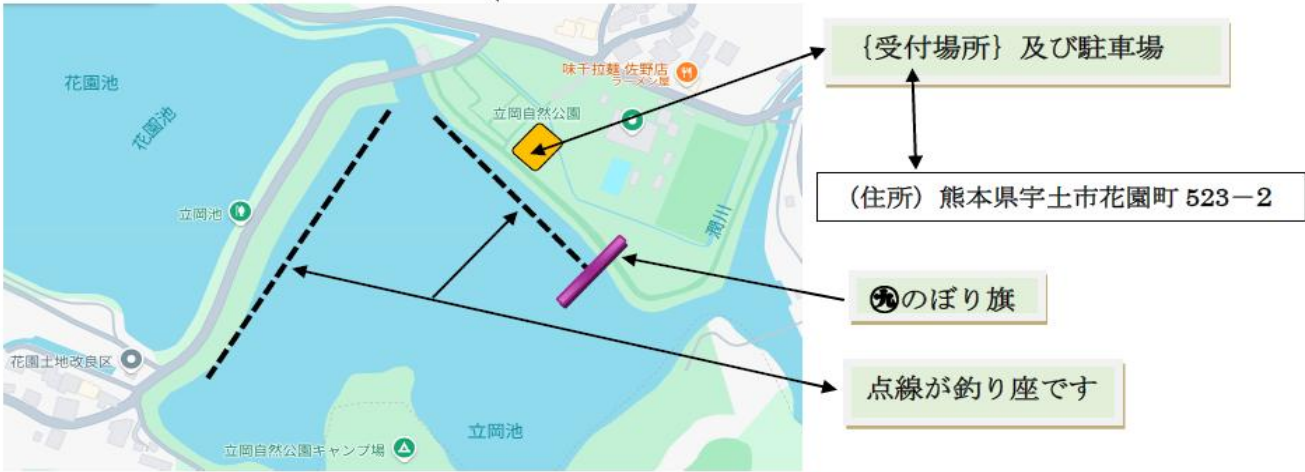 花園池
花園池
味千拉麺 佐野店
ラーメン屋
立岡自然公園
立岡池
潤川
花園土地改良区
立岡池
立岡自然公園キャンプ場
{受付場所} 及び駐車場
(住所) 熊本県宇土市花園町 523-2
㊈のぼり旗
点線が釣り座です